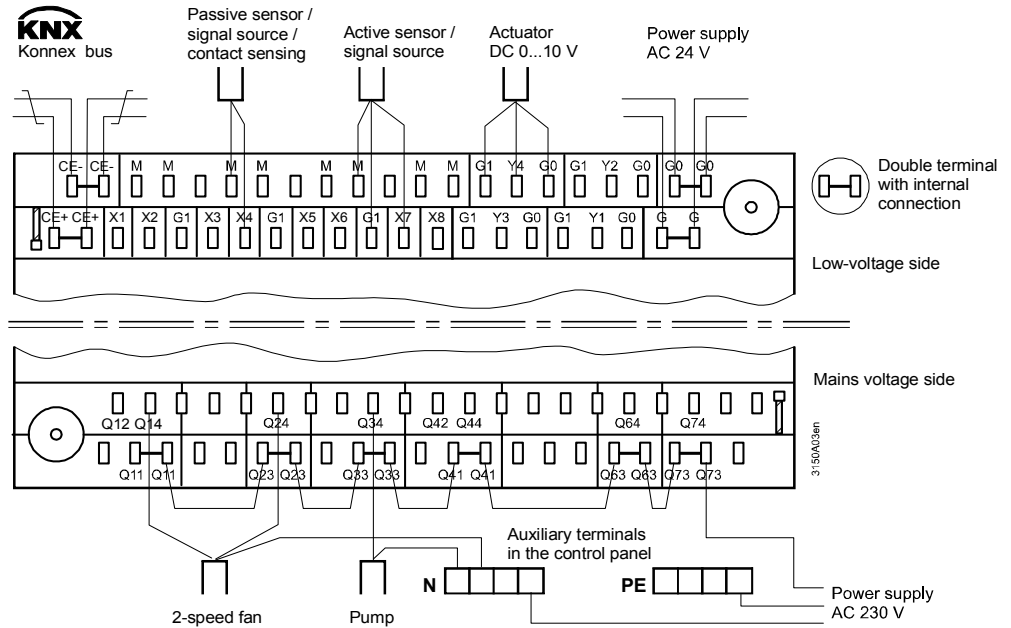 KNX
Konnex bus
Passive sensor /
signal source /
contact sensing
Active sensor /
signal source
Actuator
DC 0...10 V
Power supply
AC 24 V
CE- CE- M M M M M M M M G1 Y4 G0 G1 Y2 G0 G0 G0
CE+ CE+ X1 X2 G1 X3 X4 G1 X5 X6 G1 X7 X8 G1 Y3 G0 G1 Y1 G0 G G
Double terminal
with internal
connection
Low-voltage side
Mains voltage side
Q12 Q14 Q24 Q34 Q42 Q44 Q64 Q74
Q11 Q11 Q23 Q23 Q33 Q33 Q41 Q41 Q63 Q63 Q73 Q73
3150A03en
Auxiliary terminals
in the control panel
N
PE
2-speed fan
Pump
Power supply
AC 230 V